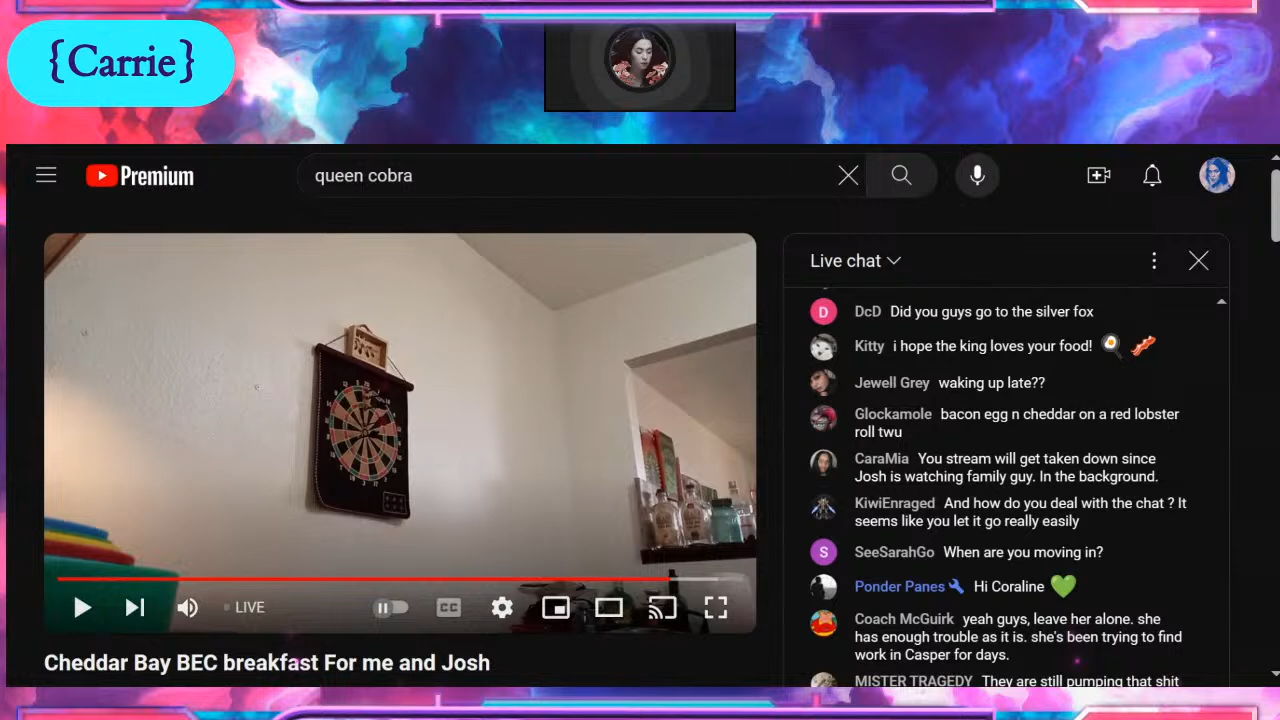 {Carrie}
Premium
queen cobra
Live chat
D DcD Did you guys go to the silver fox
Kitty i hope the king loves your food! 🍳 🥓
Jewell Grey waking up late??
Glockamole bacon egg n cheddar on a red lobster
roll twu
CaraMia You stream will get taken down since
Josh is watching family guy. In the background.
KiwiEnraged And how do you deal with the chat ? It
seems like you let it go really easily
S SeeSarahGo When are you moving in?
Ponder Panes Hi Coraline 💚
Coach McGuirk yeah guys, leave her alone. she
has enough trouble as it is. she's been trying to find
work in Casper for days.
MISTER TRAGEDY They are still pumping that shit
LIVE
CC
Cheddar Bay BEC breakfast For me and Josh